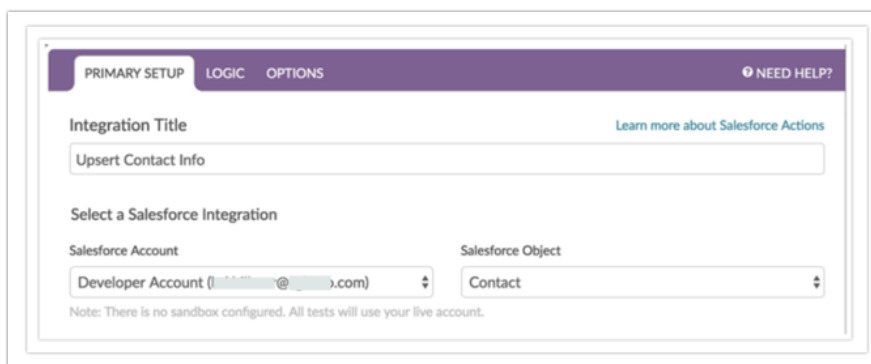 PRIMARY SETUP LOGIC OPTIONS NEED HELP?
Integration Title Learn more about Salesforce Actions
Upsert Contact Info
Select a Salesforce Integration
Salesforce Account Salesforce Object
Developer Account ( @ .com) Contact
Note: There is no sandbox configured. All tests will use your live account.